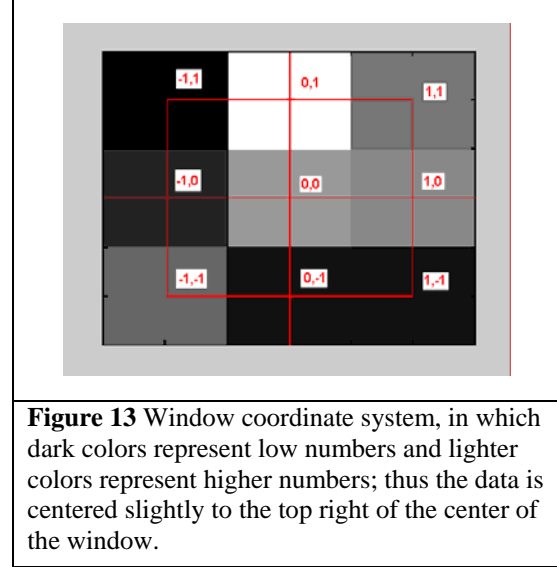 -1,1 0,1 1,1
-1,0 0,0 1,0
-1,-1 0,-1 1,-1
Figure 13 Window coordinate system, in which
dark colors represent low numbers and lighter
colors represent higher numbers; thus the data is
centered slightly to the top right of the center of
the window.